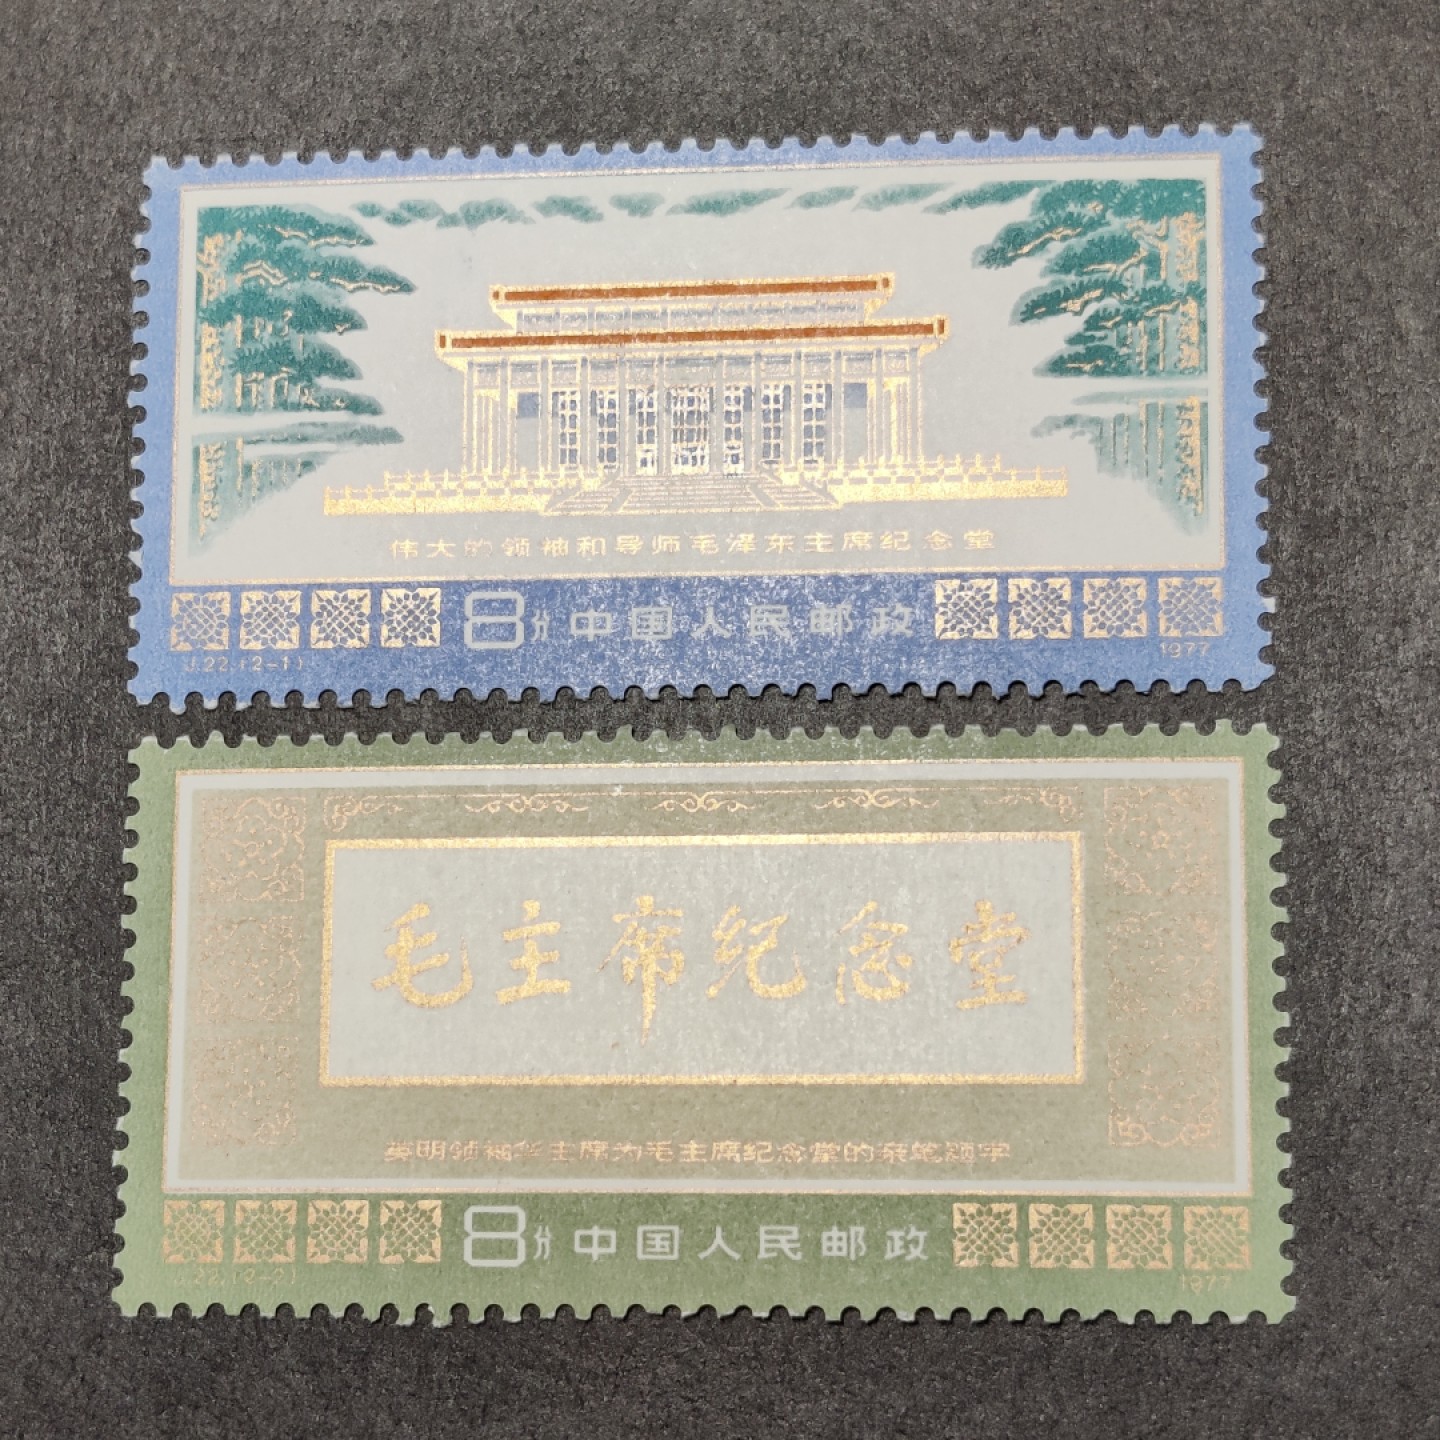 伟大的领袖和导师毛泽东主席纪念堂
8分 中国人民邮政
J.22.(2-1) 1977
毛主席纪念堂
英明领袖华主席为毛主席纪念堂的亲笔题字
8分 中国人民邮政
J.22.(2-2) 1977